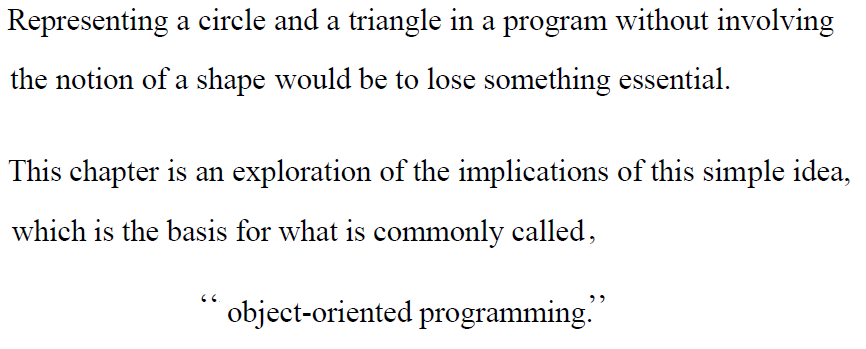 Representing a circle and a triangle in a program without involving
the notion of a shape would be to lose something essential.
This chapter is an exploration of the implications of this simple idea,
which is the basis for what is commonly called,
“ object-oriented programming.”